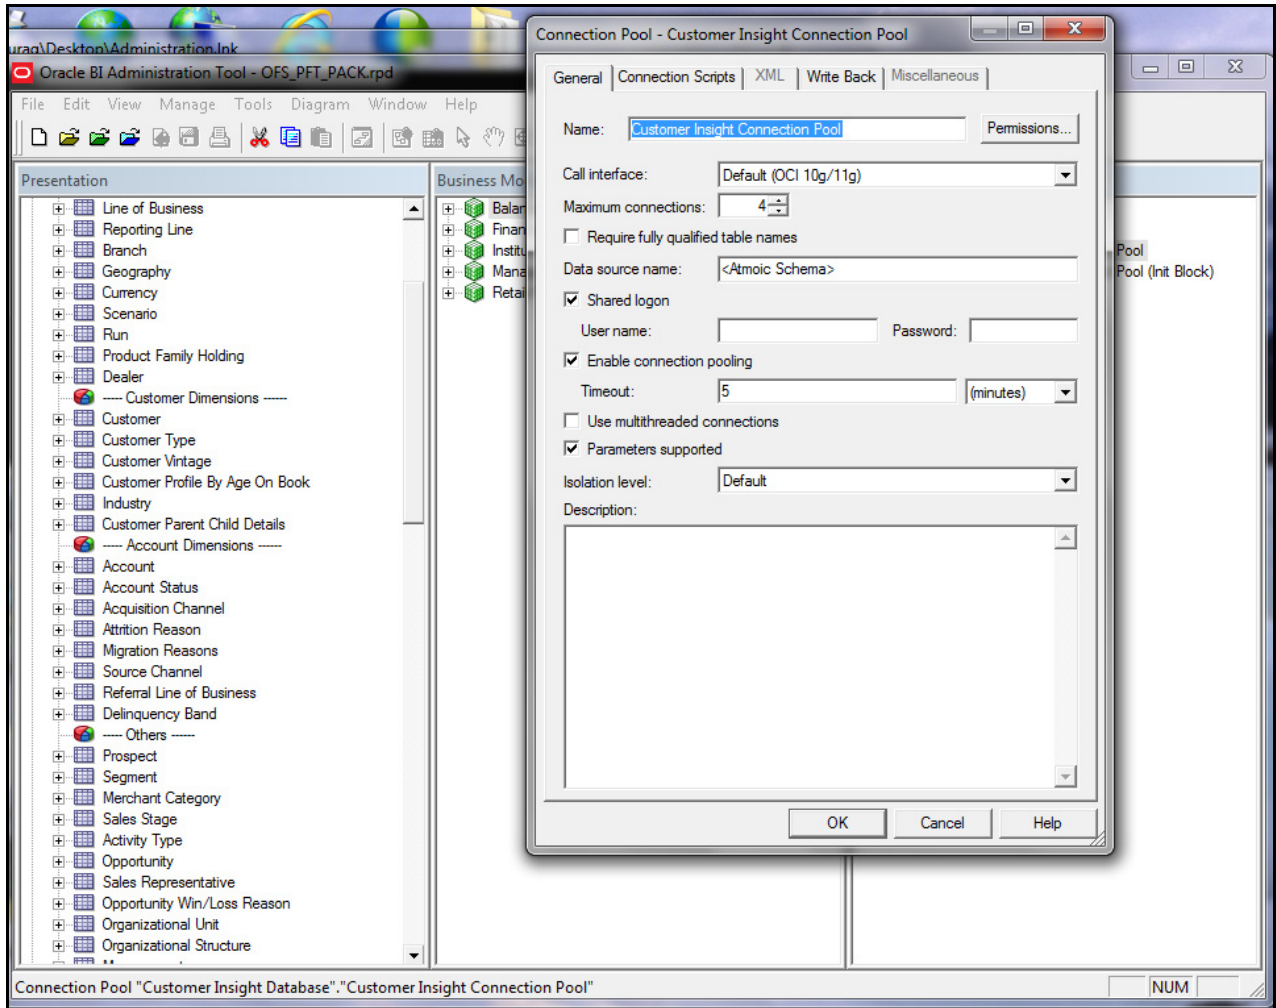 uraq\Desktop\Administration.lnk
Oracle BI Administration Tool - OFS_PFT_PACK.rpd
File Edit View Manage Tools Diagram Window Help
Presentation
Line of Business
Reporting Line
Branch
Geography
Currency
Scenario
Run
Product Family Holding
Dealer
---- Customer Dimensions -----
Customer
Customer Type
Customer Vintage
Customer Profile By Age On Book
Industry
Customer Parent Child Details
---- Account Dimensions -----
Account
Account Status
Acquisition Channel
Attrition Reason
Migration Reasons
Source Channel
Referral Line of Business
Delinquency Band
---- Others -----
Prospect
Segment
Merchant Category
Sales Stage
Activity Type
Opportunity
Sales Representative
Opportunity Win/Loss Reason
Organizational Unit
Organizational Structure
Business Mo
Balan
Finan
Institu
Mana
Retai
Connection Pool - Customer Insight Connection Pool
General Connection Scripts XML Write Back Miscellaneous
Name: Customer Insight Connection Pool Permissions...
Call interface: Default (OCI 10g/11g)
Maximum connections: 4
Require fully qualified table names
Data source name: <Atmoic Schema>
Shared logon
User name: Password:
Enable connection pooling
Timeout: 5 (minutes)
Use multithreaded connections
Parameters supported
Isolation level: Default
Description:
OK Cancel Help
Pool
Pool (Init Block)
Connection Pool "Customer Insight Database"."Customer Insight Connection Pool"
NUM